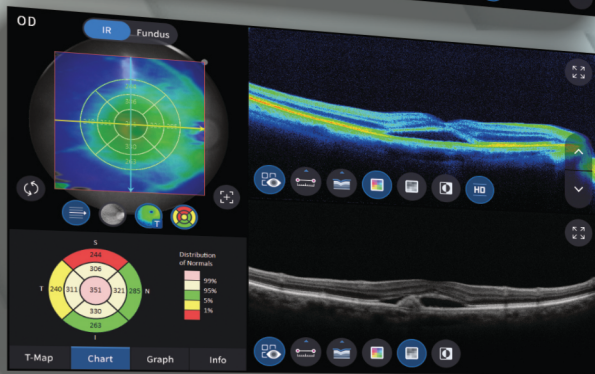 OD
IR Fundus
HD
T
S
244
306
T 240 311 351 321 285 N
330
263
I
Distribution
of Normals
99%
95%
5%
1%
T-Map Chart Graph Info